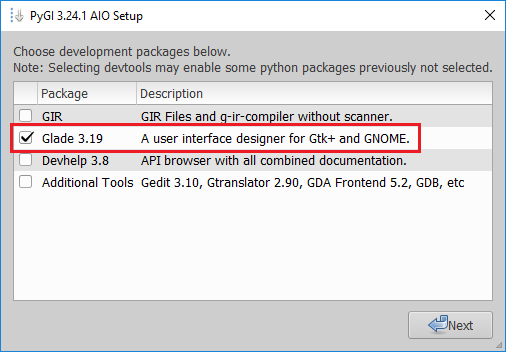 PyGI 3.24.1 AIO Setup
Choose development packages below.
Note: Selecting devtools may enable some python packages previously not selected.
Package Description
GIR GIR Files and g-ir-compiler without scanner.
Glade 3.19 A user interface designer for Gtk+ and GNOME.
Devhelp 3.8 API browser with all combined documentation.
Additional Tools Gedit 3.10, Gtranslator 2.90, GDA Frontend 5.2, GDB, etc
Next